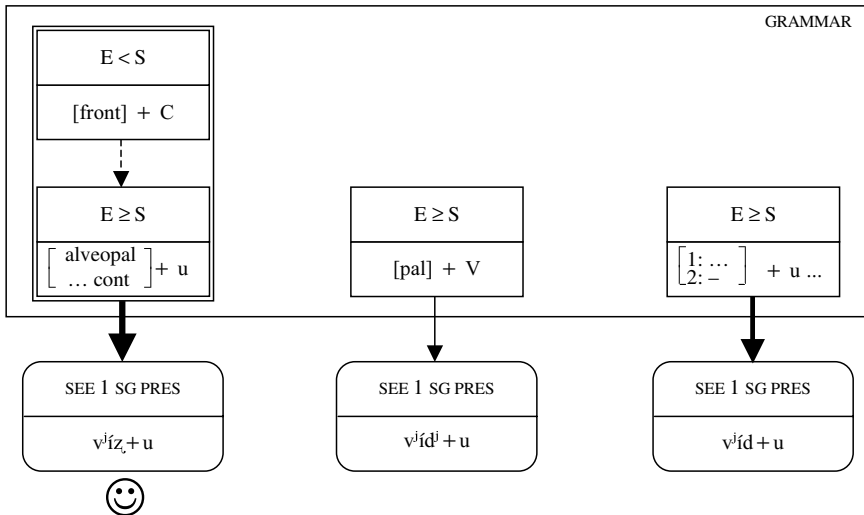 GRAMMAR
E < S
[front] + C
E ≥ S
[alveopal
… cont] + u
E ≥ S
[pal] + V
E ≥ S
[1: …
2: –] + u ...
SEE 1 SG PRES
vʲíʐ + u
SEE 1 SG PRES
vʲídʲ + u
SEE 1 SG PRES
vʲíd + u